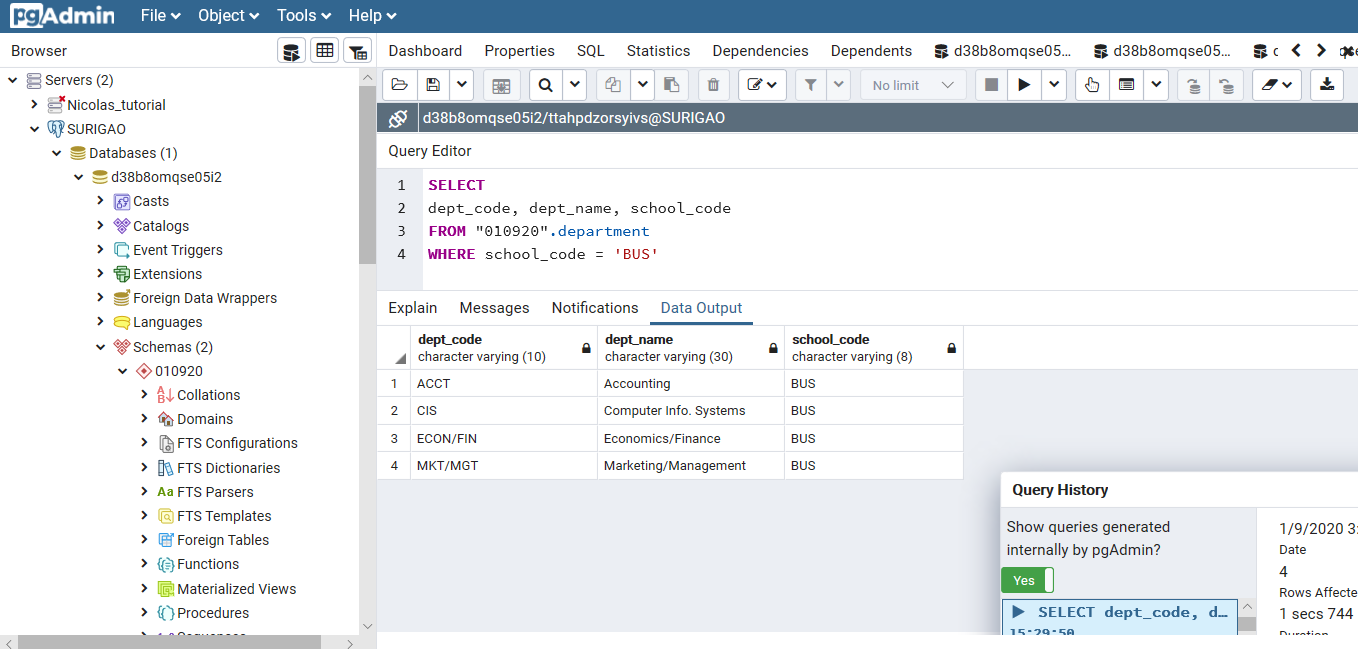 pgAdmin File Object Tools Help
Browser
Dashboard Properties SQL Statistics Dependencies Dependents d38b8omqse05... d38b8omqse05...
Servers (2)
Nicolas_tutorial
SURIGAO
Databases (1)
d38b8omqse05i2
Casts
Catalogs
Event Triggers
Extensions
Foreign Data Wrappers
Languages
Schemas (2)
010920
Collations
Domains
FTS Configurations
FTS Dictionaries
Aa FTS Parsers
FTS Templates
Foreign Tables
Functions
Materialized Views
Procedures
No limit
d38b8omqse05i2/ttahpdzorsyivs@SURIGAO
Query Editor
1 SELECT
2 dept_code, dept_name, school_code
3 FROM "010920".department
4 WHERE school_code = 'BUS'
Explain Messages Notifications Data Output
dept_code dept_name school_code
character varying (10) character varying (30) character varying (8)
1 ACCT Accounting BUS
2 CIS Computer Info. Systems BUS
3 ECON/FIN Economics/Finance BUS
4 MKT/MGT Marketing/Management BUS
Query History
Show queries generated
internally by pgAdmin?
Yes
SELECT dept_code, d...
15:29:50
1/9/2020 3:
Date
4
Rows Affecte
1 secs 744
Duration